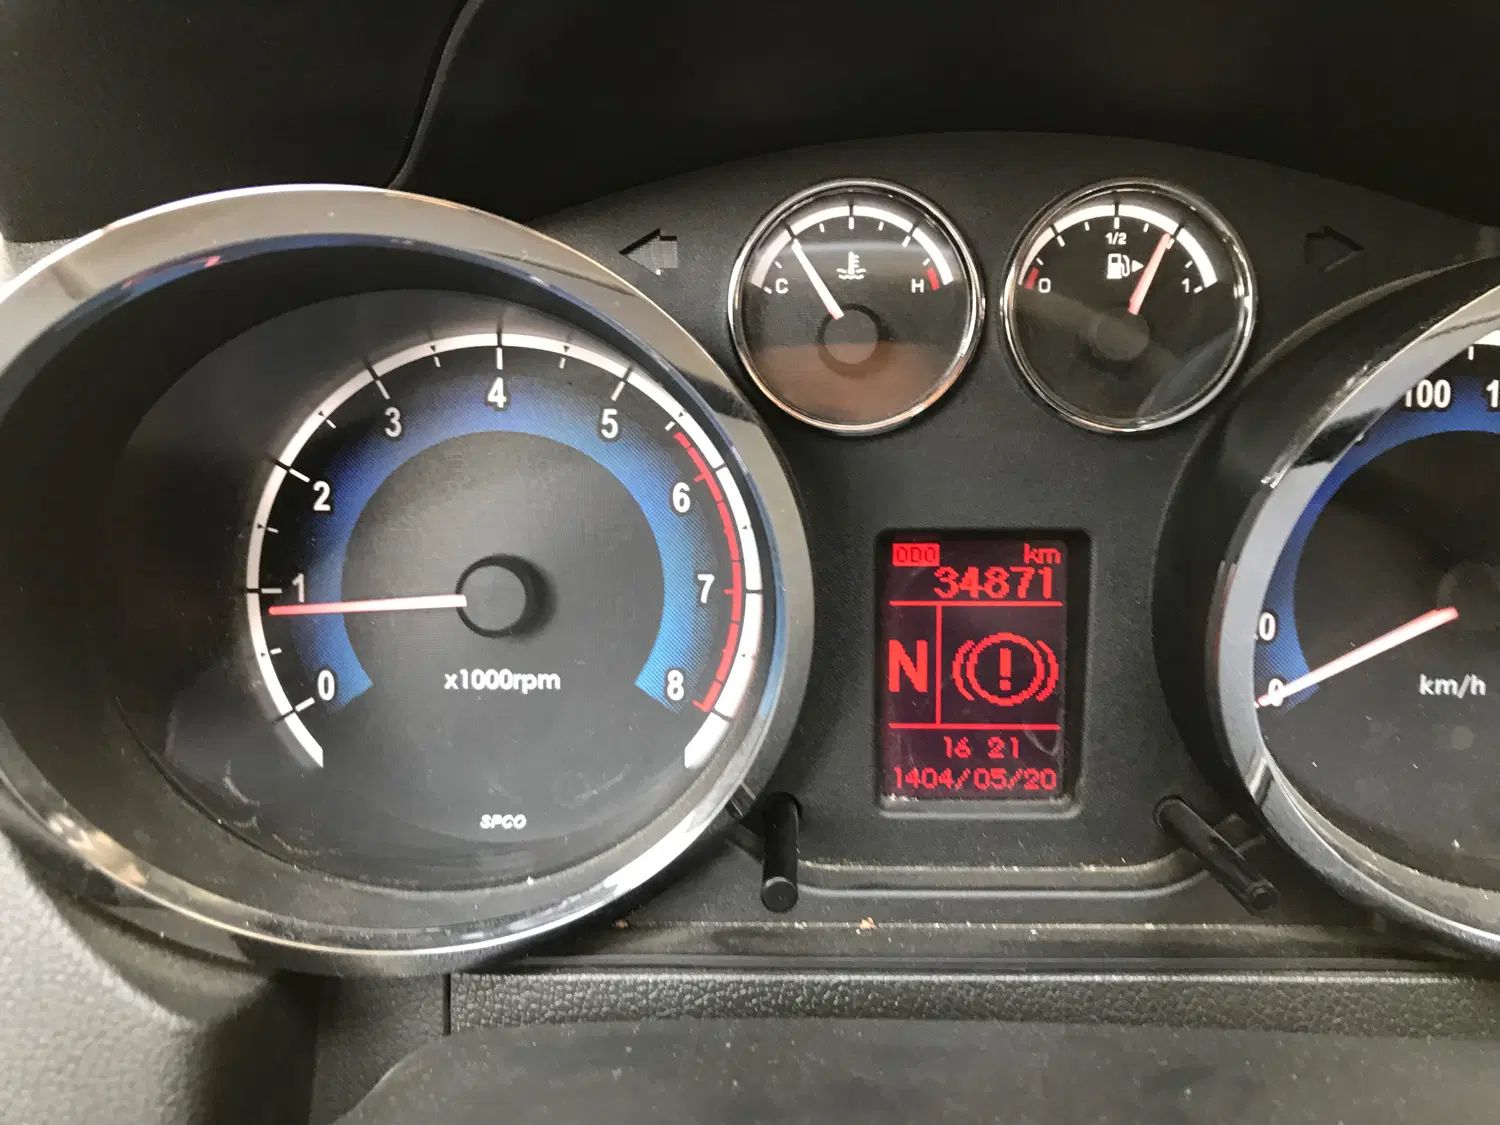 C H
0 1/2 1
0 1 2 3 4 5 6 7 8
x1000rpm
SPCO
ODO km
34871
N
16 21
1404/05/20
100
0
km/h